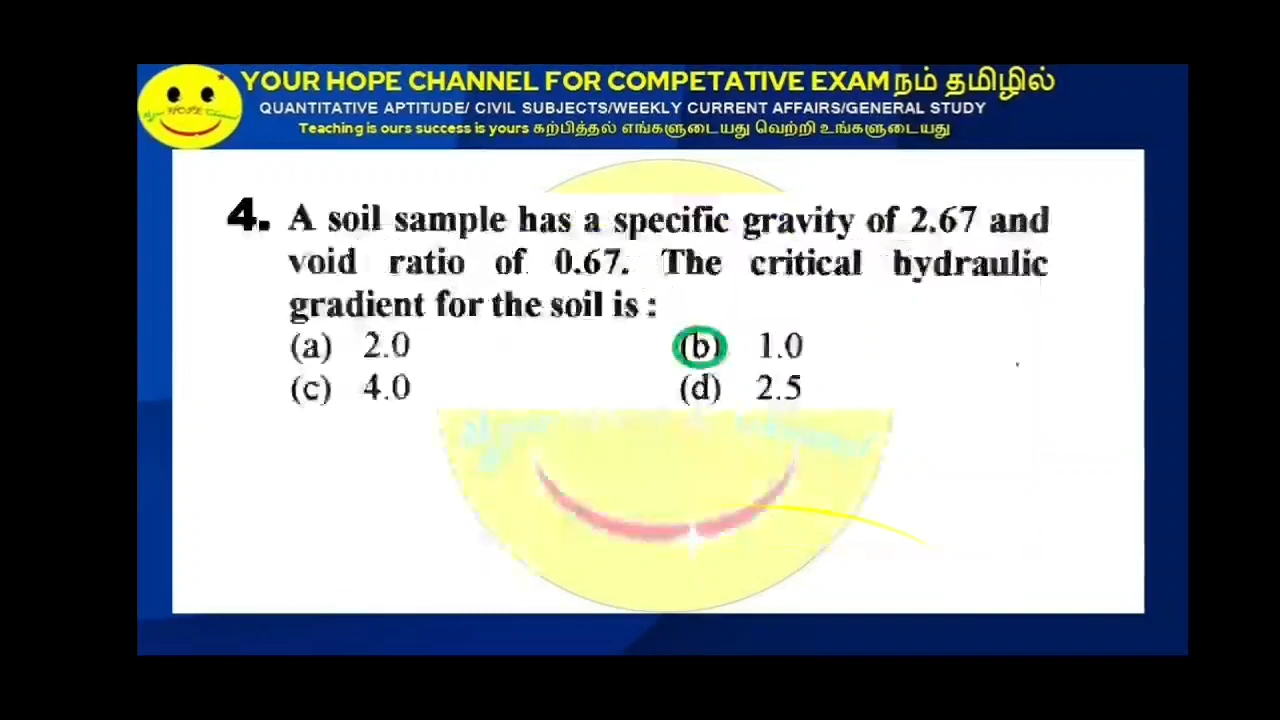 YOUR HOPE CHANNEL FOR COMPETATIVE EXAM நம் தமிழில்
QUANTITATIVE APTITUDE/ CIVIL SUBJECTS/WEEKLY CURRENT AFFAIRS/GENERAL STUDY
Teaching is ours success is yours கற்பித்தல் எங்களுடையது வெற்றி உங்களுடையது
4. A soil sample has a specific gravity of 2.67 and
void ratio of 0.67. The critical hydraulic
gradient for the soil is :
(a) 2.0 (b) 1.0
(c) 4.0 (d) 2.5